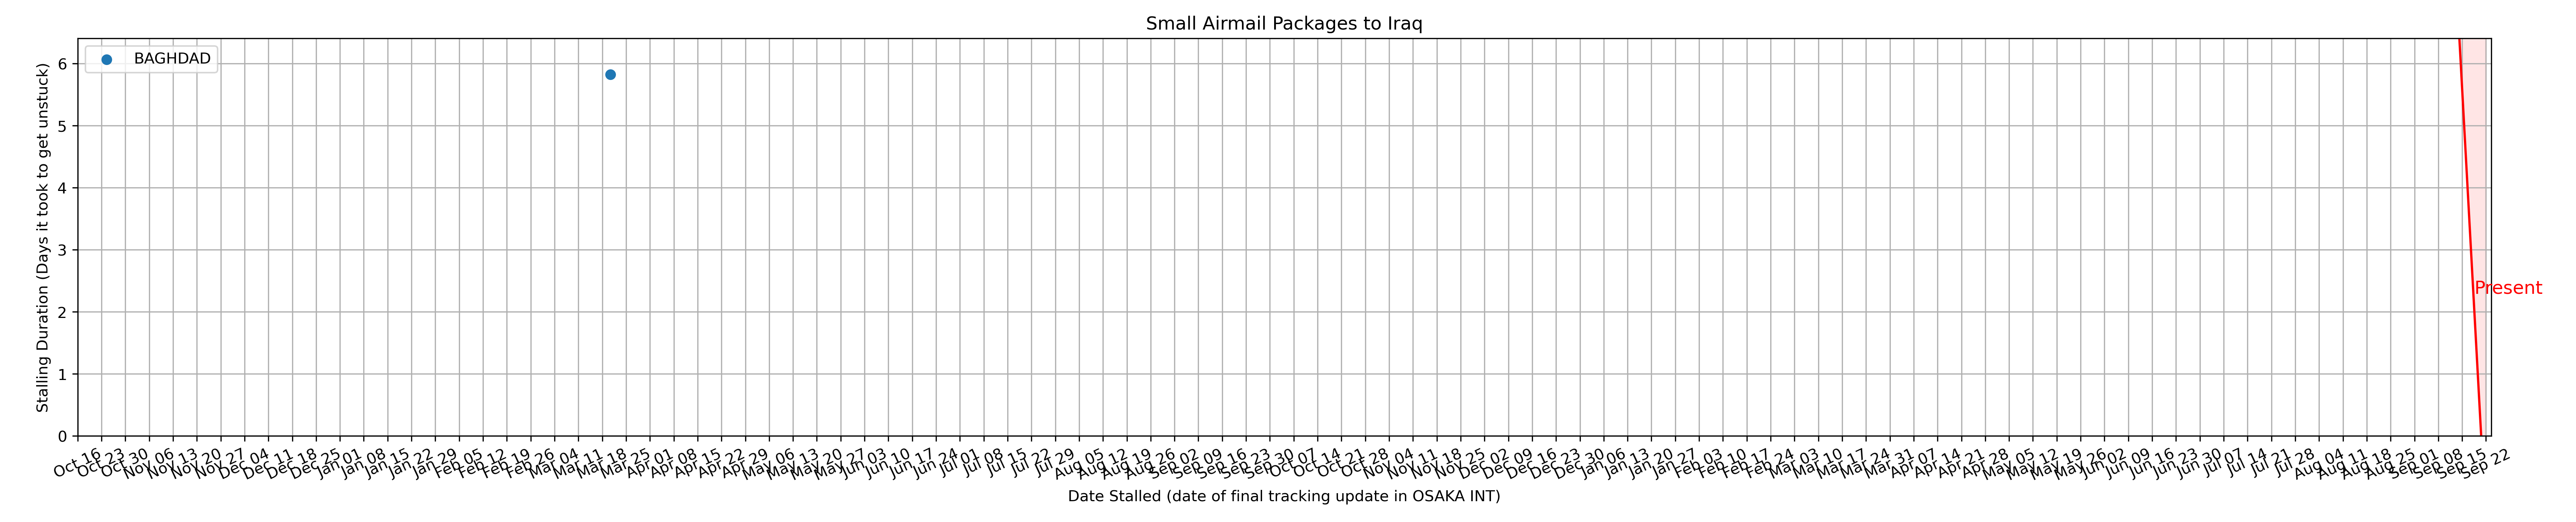 Small Airmail Packages to Iraq
BAGHDAD
Stalling Duration (Days it took to get unstuck)
6
5
4
3
2
1
0
Present
Oct 16 Oct 23 Oct 30 Nov 06 Nov 13 Nov 20 Nov 27 Dec 04 Dec 11 Dec 18 Dec 25 Jan 01 Jan 08 Jan 15 Jan 22 Jan 29 Feb 05 Feb 12 Feb 19 Feb 26 Mar 04 Mar 11 Mar 18 Mar 25 Apr 01 Apr 08 Apr 15 Apr 22 Apr 29 May 06 May 13 May 20 May 27 Jun 03 Jun 10 Jun 17 Jun 24 Jul 01 Jul 08 Jul 15 Jul 22 Jul 29 Aug 05 Aug 12 Aug 19 Aug 26 Sep 02 Sep 09 Sep 16 Sep 23 Sep 30 Oct 07 Oct 14 Oct 21 Oct 28 Nov 04 Nov 11 Nov 18 Nov 25 Dec 02 Dec 09 Dec 16 Dec 23 Dec 30 Jan 06 Jan 13 Jan 20 Jan 27 Feb 03 Feb 10 Feb 17 Feb 24 Mar 03 Mar 10 Mar 17 Mar 24 Mar 31 Apr 07 Apr 14 Apr 21 Apr 28 May 05 May 12 May 19 May 26 Jun 02 Jun 09 Jun 16 Jun 23 Jun 30 Jul 07 Jul 14 Jul 21 Jul 28 Aug 04 Aug 11 Aug 18 Aug 25 Sep 01 Sep 08 Sep 15 Sep 22
Date Stalled (date of final tracking update in OSAKA INT)